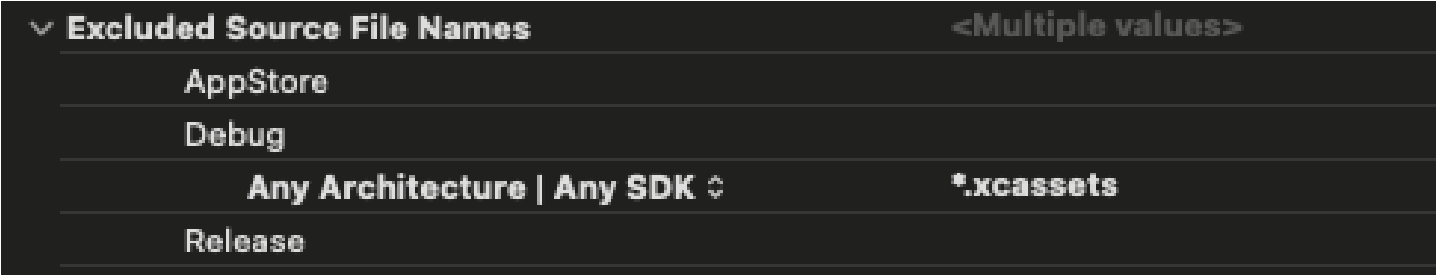 Excluded Source File Names <Multiple values>
AppStore
Debug
Any Architecture | Any SDK *.xcassets
Release